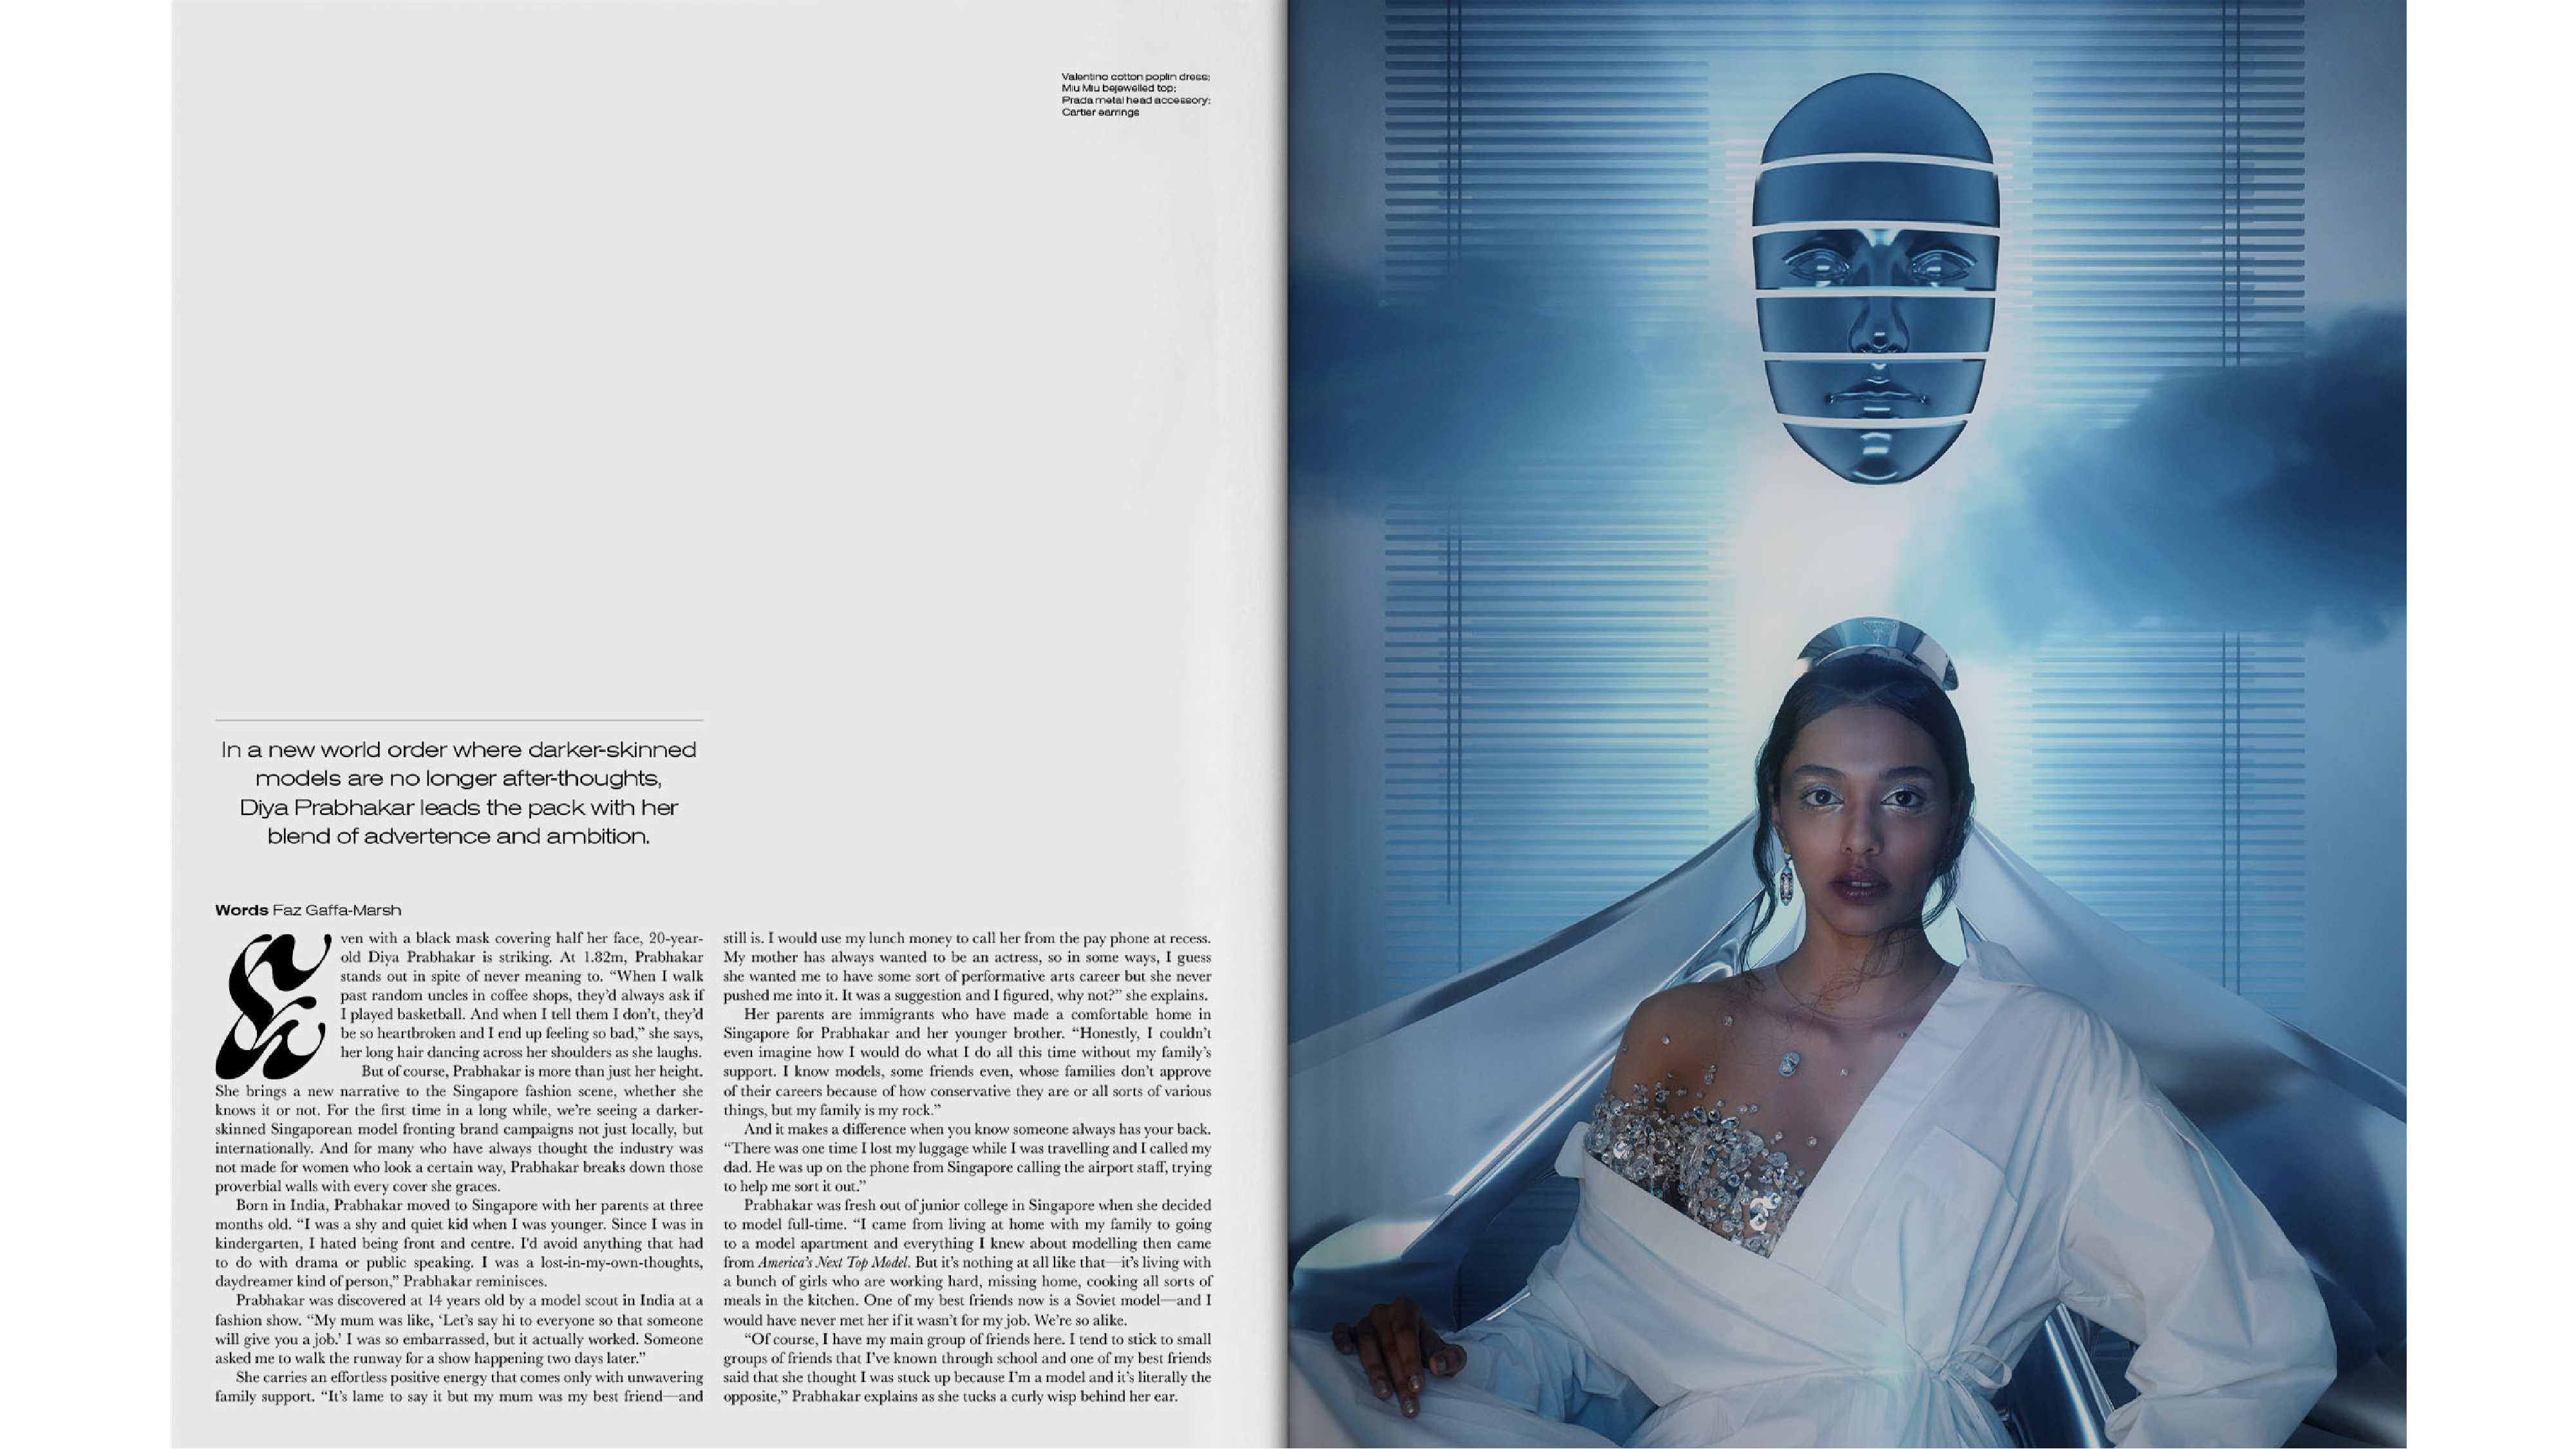 Valentino cotton poplin dress;
Miu Miu bejewelled top;
Prada metal head accessory;
Cartier earrings
In a new world order where darker-skinned
models are no longer after-thoughts,
Diya Prabhakar leads the pack with her
blend of advertence and ambition.
Words Faz Gaffa-Marsh
Even with a black mask covering half her face, 20-year-
old Diya Prabhakar is striking. At 1.82m, Prabhakar
stands out in spite of never meaning to. “When I walk
past random uncles in coffee shops, they’d always ask if
I played basketball. And when I tell them I don’t, they’d
be so heartbroken and I end up feeling so bad,” she says,
her long hair dancing across her shoulders as she laughs.
But of course, Prabhakar is more than just her height.
She brings a new narrative to the Singapore fashion scene, whether she
knows it or not. For the first time in a long while, we’re seeing a darker-
skinned Singaporean model fronting brand campaigns not just locally, but
internationally. And for many who have always thought the industry was
not made for women who look a certain way, Prabhakar breaks down those
proverbial walls with every cover she graces.
Born in India, Prabhakar moved to Singapore with her parents at three
months old. “I was a shy and quiet kid when I was younger. Since I was in
kindergarten, I hated being front and centre. I’d avoid anything that had
to do with drama or public speaking. I was a lost-in-my-own-thoughts,
daydreamer kind of person,” Prabhakar reminisces.
Prabhakar was discovered at 14 years old by a model scout in India at a
fashion show. “My mum was like, ‘Let’s say hi to everyone so that someone
will give you a job.’ I was so embarrassed, but it actually worked. Someone
asked me to walk the runway for a show happening two days later.”
She carries an effortless positive energy that comes only with unwavering
family support. “It’s lame to say it but my mum was my best friend—and
still is. I would use my lunch money to call her from the pay phone at recess.
My mother has always wanted to be an actress, so in some ways, I guess
she wanted me to have some sort of performative arts career but she never
pushed me into it. It was a suggestion and I figured, why not?” she explains.
Her parents are immigrants who have made a comfortable home in
Singapore for Prabhakar and her younger brother. “Honestly, I couldn’t
even imagine how I would do what I do all this time without my family’s
support. I know models, some friends even, whose families don’t approve
of their careers because of how conservative they are or all sorts of various
things, but my family is my rock.”
And it makes a difference when you know someone always has your back.
“There was one time I lost my luggage while I was travelling and I called my
dad. He was up on the phone from Singapore calling the airport staff, trying
to help me sort it out.”
Prabhakar was fresh out of junior college in Singapore when she decided
to model full-time. “I came from living at home with my family to going
to a model apartment and everything I knew about modelling then came
from America’s Next Top Model. But it’s nothing at all like that—it’s living with
a bunch of girls who are working hard, missing home, cooking all sorts of
meals in the kitchen. One of my best friends now is a Soviet model—and I
would have never met her if it wasn’t for my job. We’re so alike.
“Of course, I have my main group of friends here. I tend to stick to small
groups of friends that I’ve known through school and one of my best friends
said that she thought I was stuck up because I’m a model and it’s literally the
opposite,” Prabhakar explains as she tucks a curly wisp behind her ear.